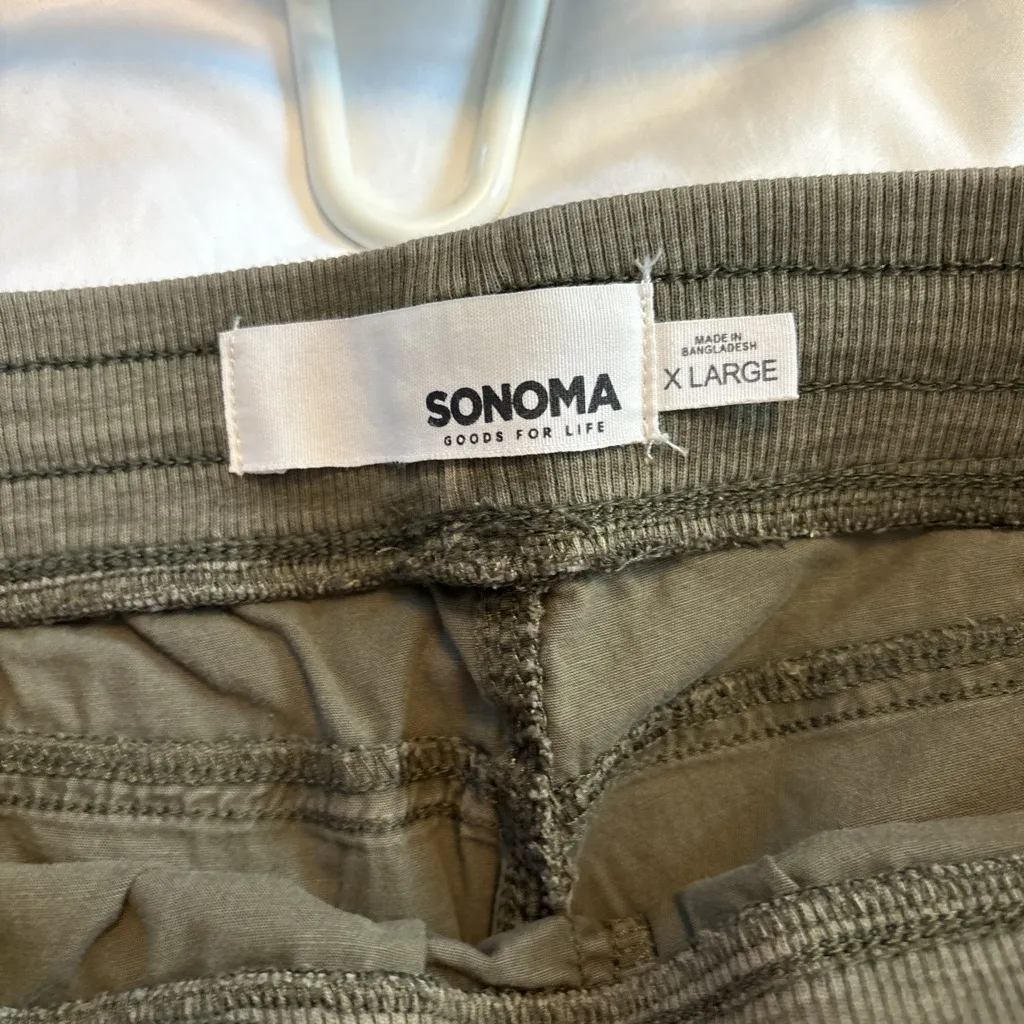 SONOMA
GOODS FOR LIFE
MADE IN
BANGLADESH
X LARGE